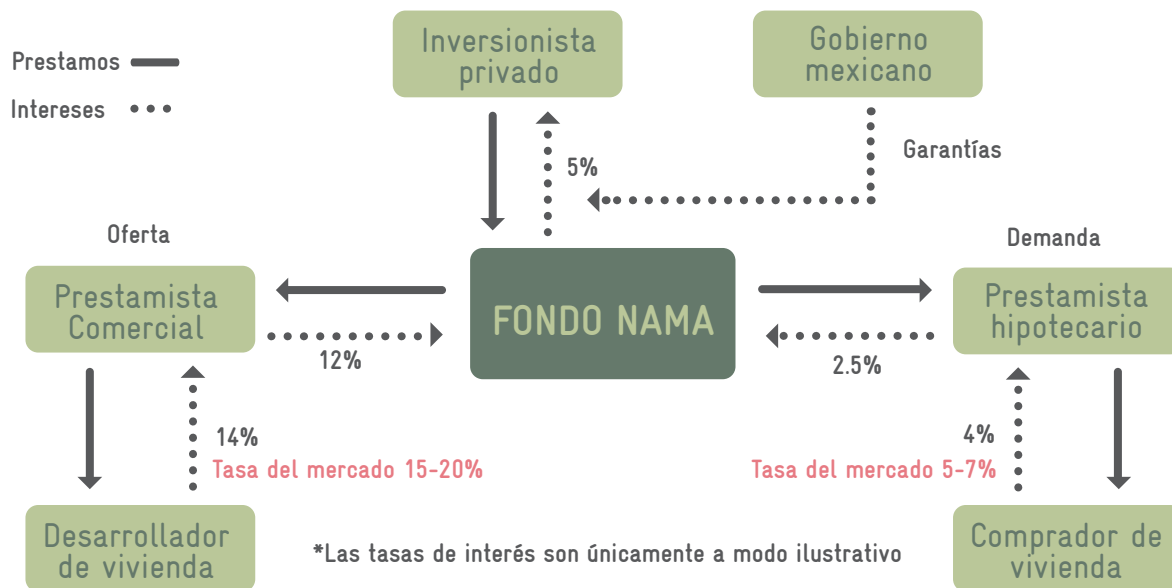 Inversionista
privado
Gobierno
mexicano
Prestamos
Intereses
Garantías
5%
Oferta
Demanda
Prestamista
Comercial
FONDO NAMA
Prestamista
hipotecario
12%
2.5%
14%
Tasa del mercado 15-20%
4%
Tasa del mercado 5-7%
Desarrollador
de vivienda
*Las tasas de interés son únicamente a modo ilustrativo
Comprador de
vivienda